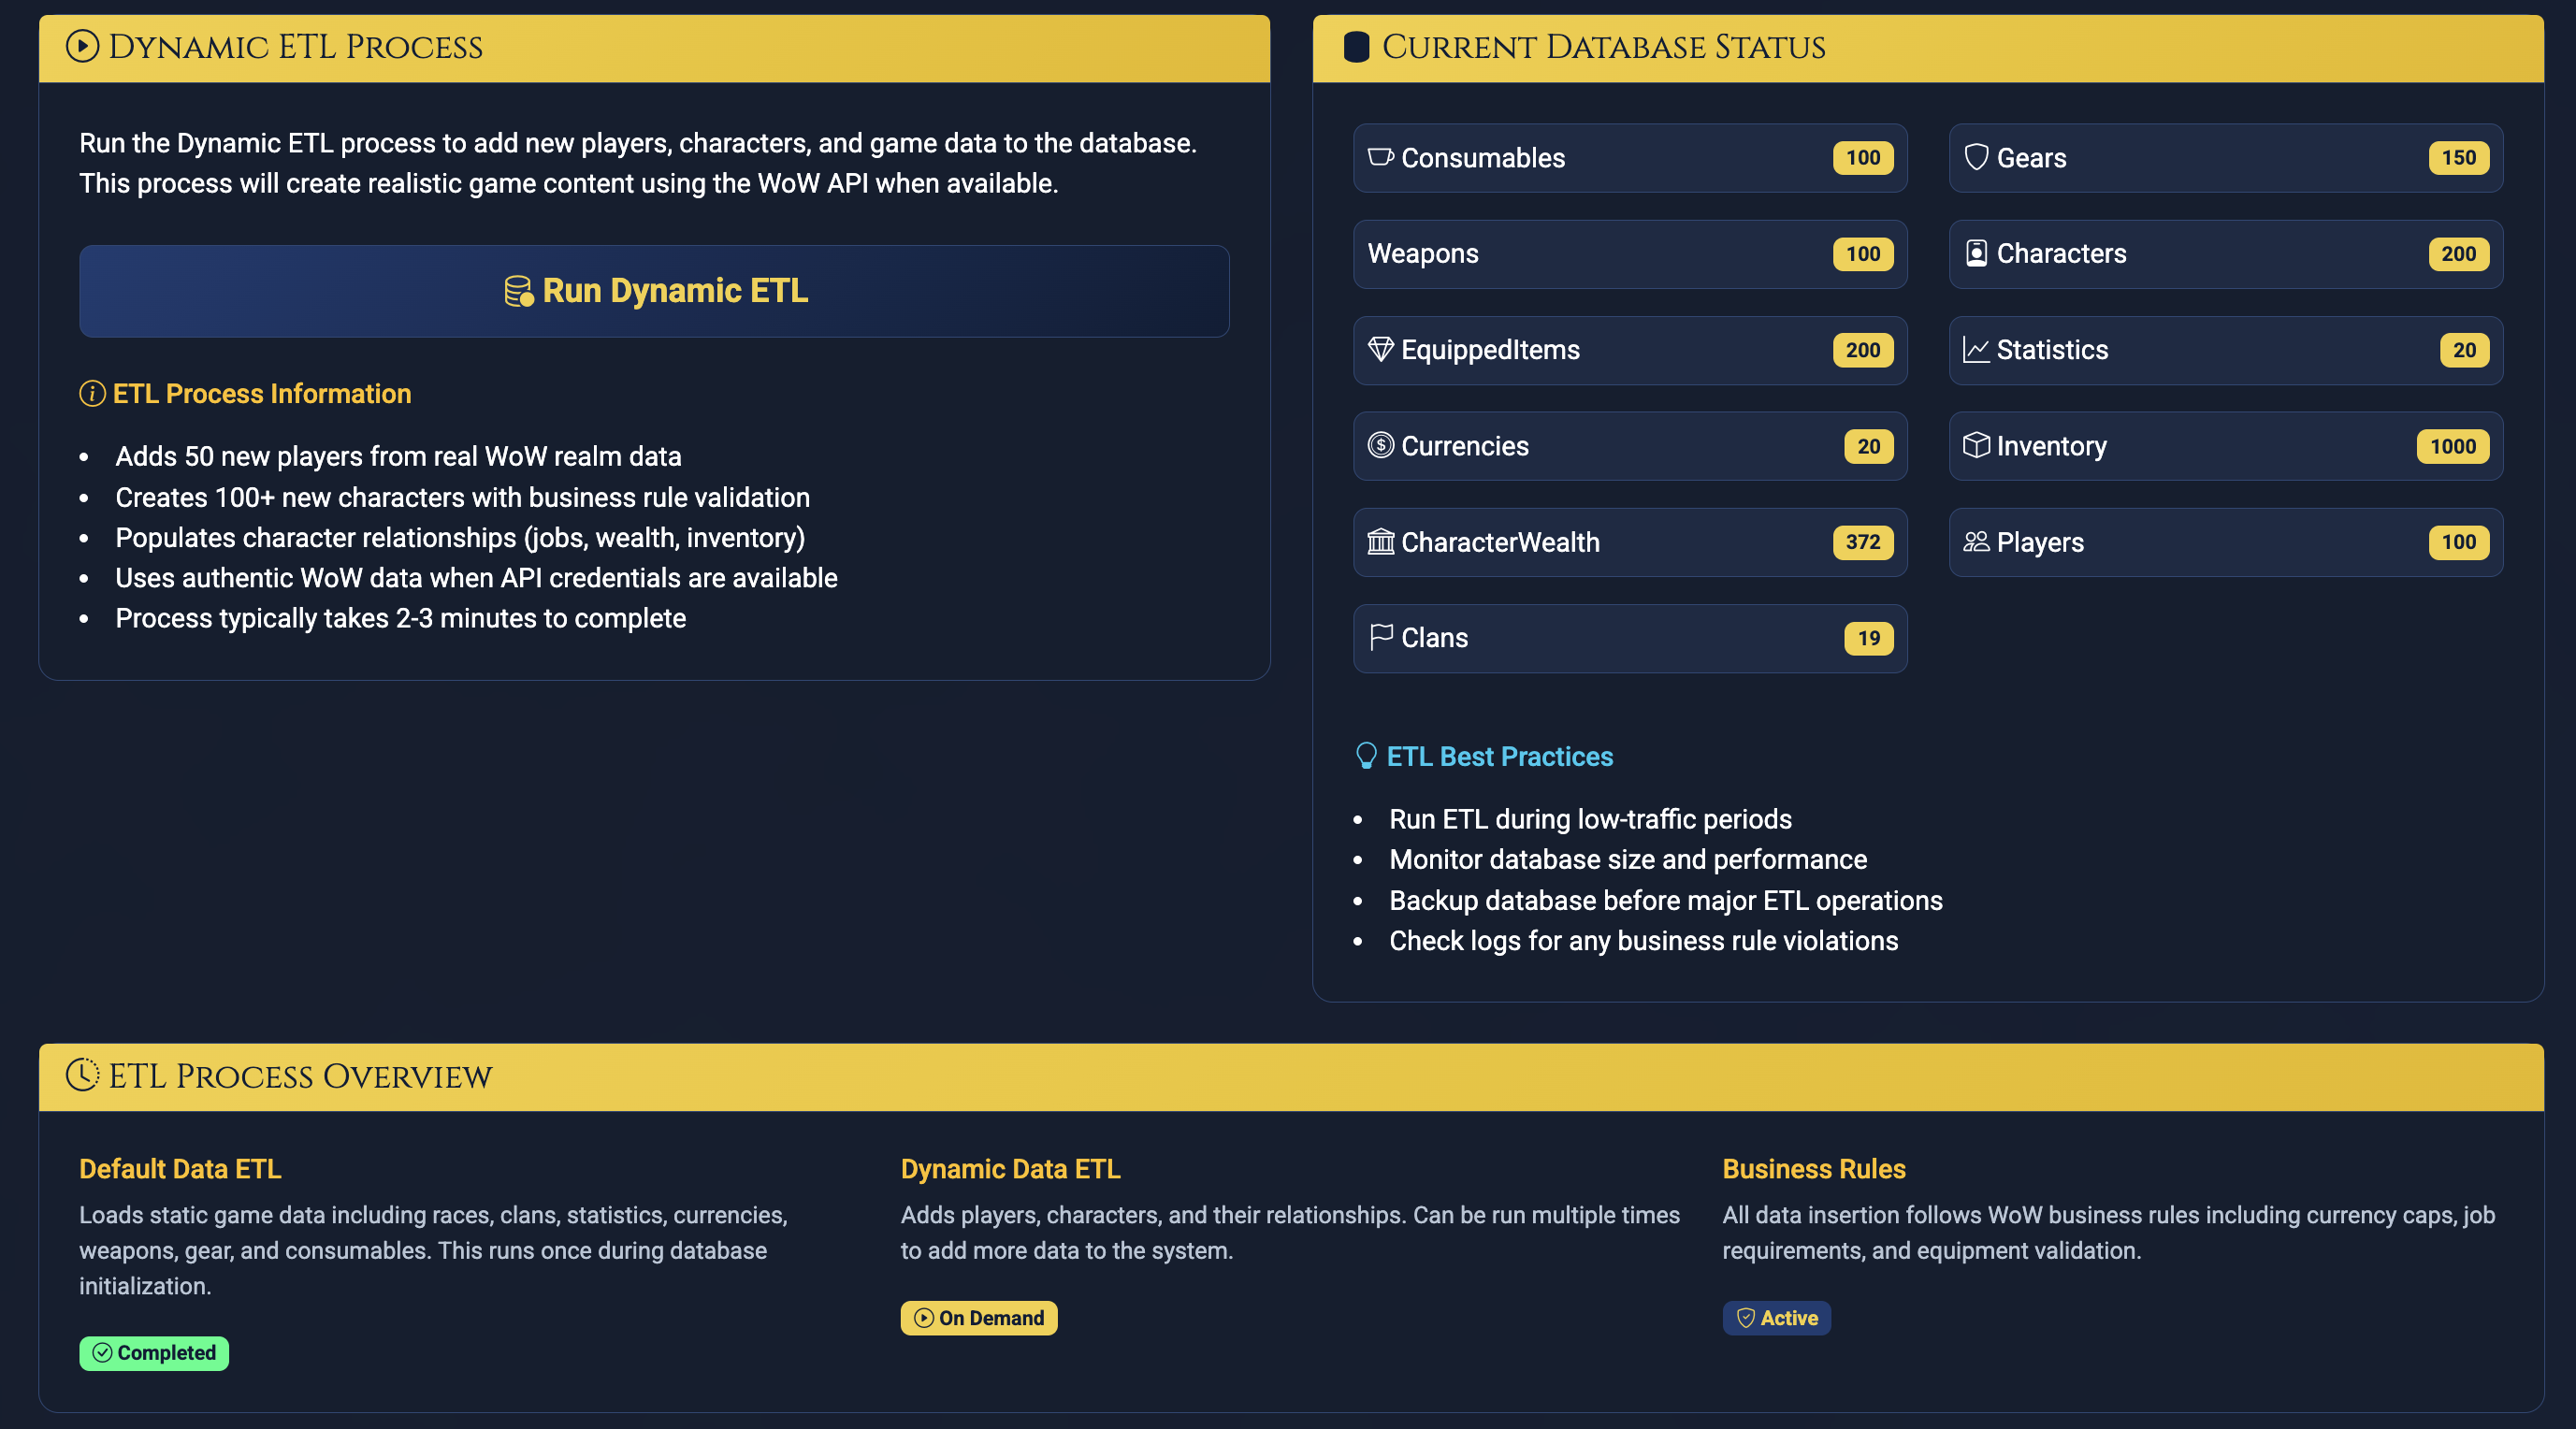 Dynamic ETL Process
Run the Dynamic ETL process to add new players, characters, and game data to the database.
This process will create realistic game content using the WoW API when available.
Run Dynamic ETL
ETL Process Information
• Adds 50 new players from real WoW realm data
• Creates 100+ new characters with business rule validation
• Populates character relationships (jobs, wealth, inventory)
• Uses authentic WoW data when API credentials are available
• Process typically takes 2-3 minutes to complete
Current Database Status
Consumables 100
Gears 150
Weapons 100
Characters 200
EquippedItems 200
Statistics 20
Currencies 20
Inventory 1000
CharacterWealth 372
Players 100
Clans 19
ETL Best Practices
• Run ETL during low-traffic periods
• Monitor database size and performance
• Backup database before major ETL operations
• Check logs for any business rule violations
ETL Process Overview
Default Data ETL
Loads static game data including races, clans, statistics, currencies,
weapons, gear, and consumables. This runs once during database
initialization.
Completed
Dynamic Data ETL
Adds players, characters, and their relationships. Can be run multiple times
to add more data to the system.
On Demand
Business Rules
All data insertion follows WoW business rules including currency caps, job
requirements, and equipment validation.
Active